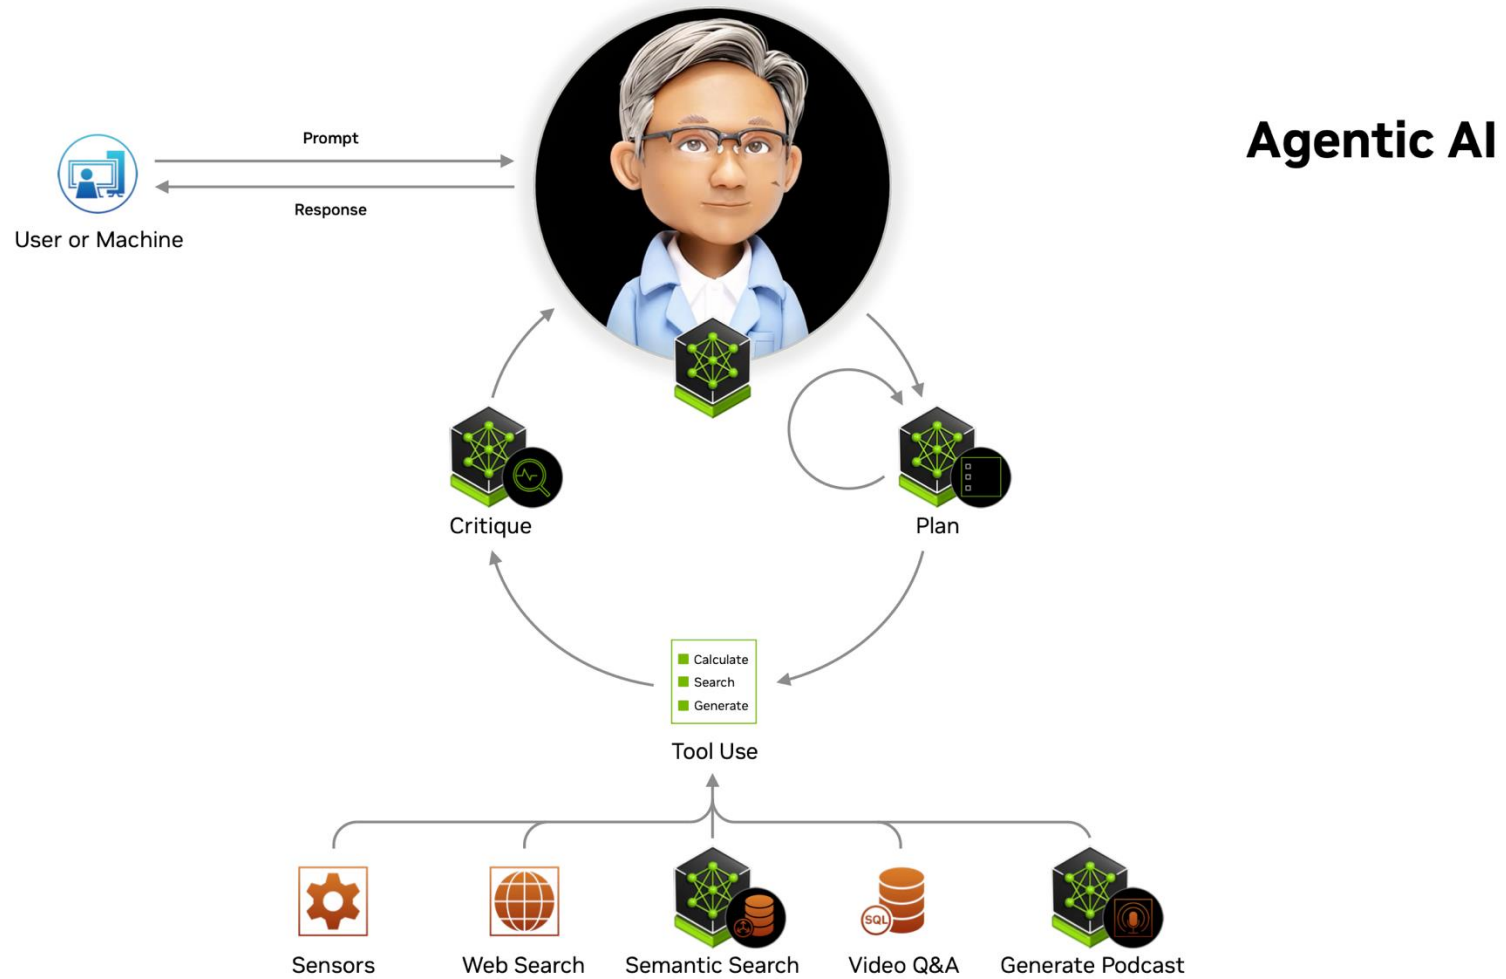 Agentic AI
Prompt
Response
User or Machine
Critique
Plan
Calculate
Search
Generate
Tool Use
SQL
Sensors
Web Search
Semantic Search
Video Q&A
Generate Podcast